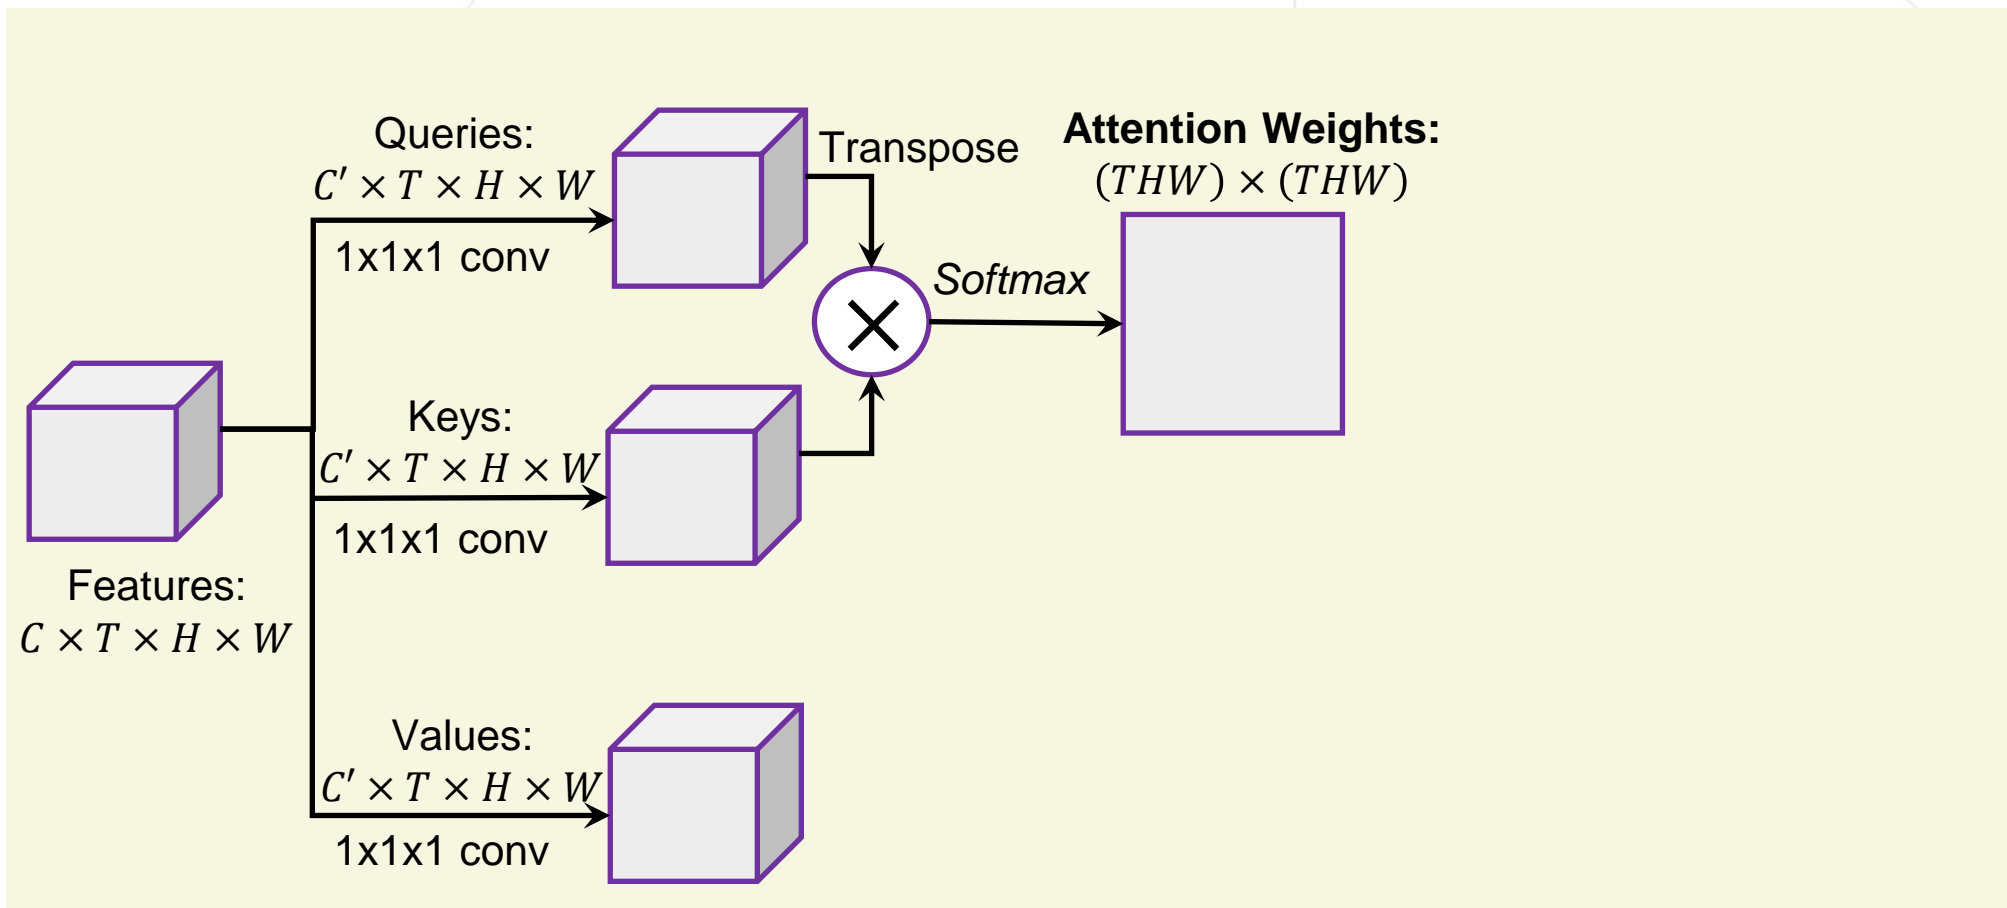 Queries:
C′ × T × H × W
1x1x1 conv
Transpose
Attention Weights:
(THW) × (THW)
Softmax
Keys:
C′ × T × H × W
1x1x1 conv
Features:
C × T × H × W
Values:
C′ × T × H × W
1x1x1 conv